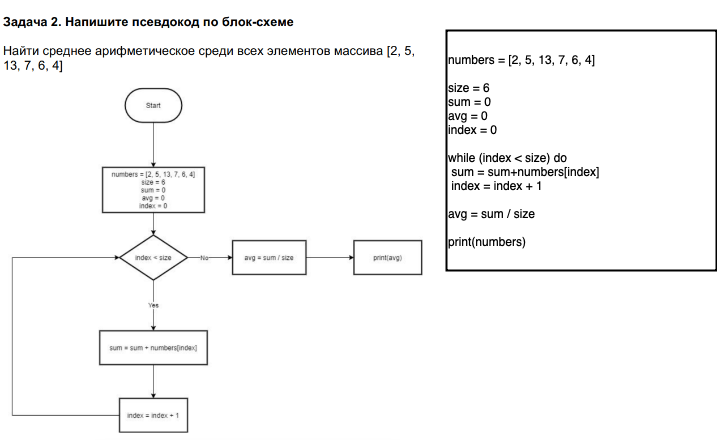 Задача 2. Напишите псевдокод по блок-схеме
Найти среднее арифметическое среди всех элементов массива [2, 5,
13, 7, 6, 4]
Start
numbers = [2, 5, 13, 7, 6, 4]
size = 6
sum = 0
avg = 0
index = 0
index < size
No
avg = sum / size
print(avg)
Yes
sum = sum + numbers[index]
index = index + 1
numbers = [2, 5, 13, 7, 6, 4]
size = 6
sum = 0
avg = 0
index = 0
while (index < size) do
sum = sum+numbers[index]
index = index + 1
avg = sum / size
print(numbers)